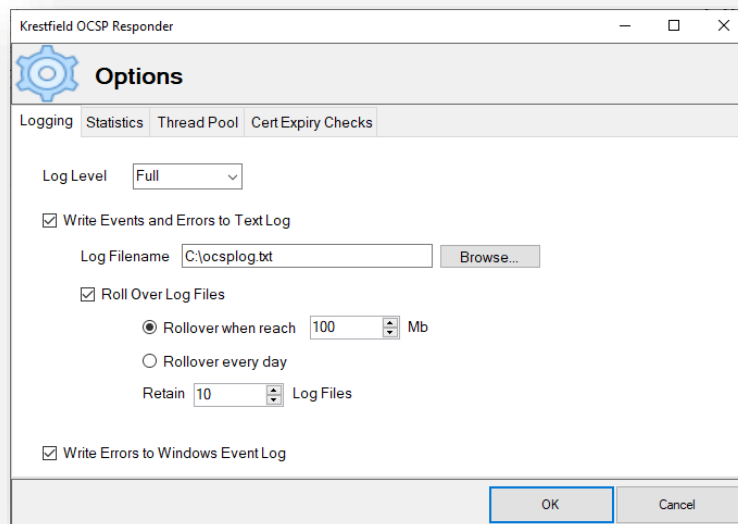 Krestfield OCSP Responder
Options
Logging Statistics Thread Pool Cert Expiry Checks
Log Level Full
Write Events and Errors to Text Log
Log Filename C:\ocsplog.txt Browse...
Roll Over Log Files
Rollover when reach 100 Mb
Rollover every day
Retain 10 Log Files
Write Errors to Windows Event Log
OK Cancel